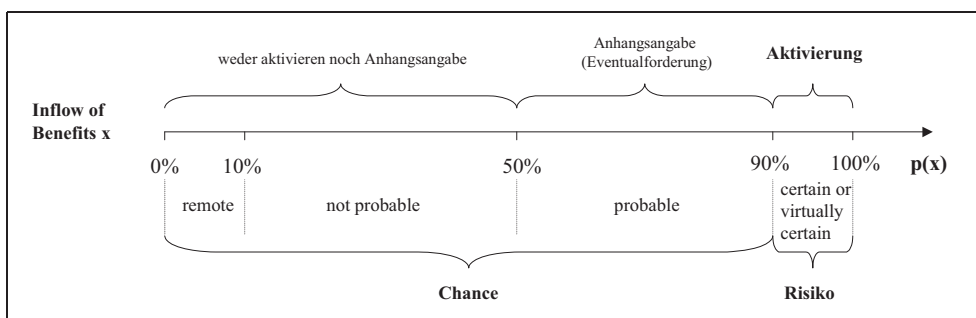 weder aktivieren noch Anhangsangabe
Anhangsangabe
(Eventualforderung)
Aktivierung
Inflow of
Benefits x
0%
10%
50%
90%
100%
p(x)
remote
not probable
probable
certain or
virtually
certain
Chance
Risiko